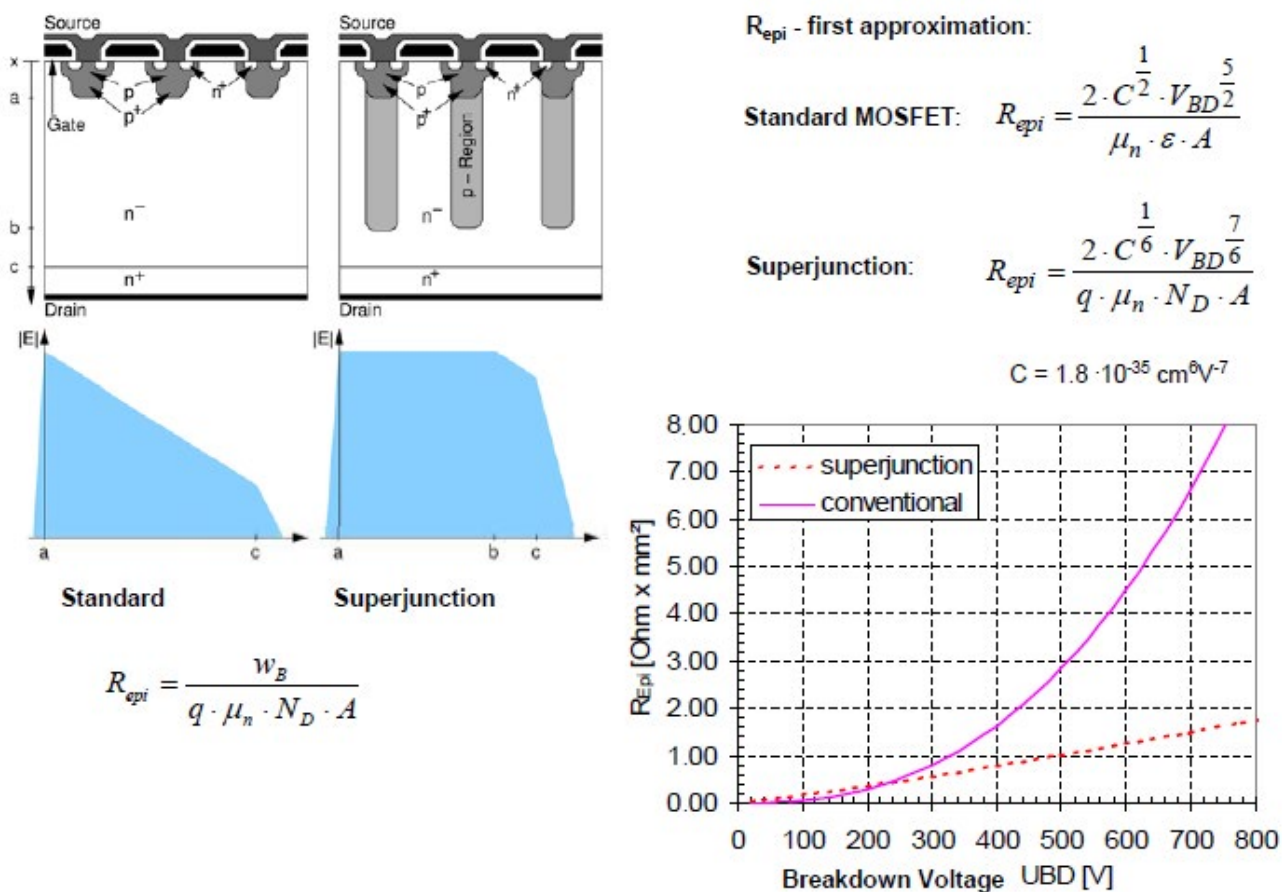 Source
x
a
Gate
p
p⁺
n⁺
n⁻
b
c
n⁺
Drain
Source
p
p⁺
n⁺
p – Region
n⁻
n⁺
Drain
|E|
a
c
|E|
a
b
c
Standard
Superjunction
R_epi = w_B / (q · μ_n · N_D · A)
R_epi - first approximation:
Standard MOSFET: R_epi = (2 · C^(1/2) · V_BD^(5/2)) / (μ_n · ε · A)
Superjunction: R_epi = (2 · C^(1/6) · V_BD^(7/6)) / (q · μ_n · N_D · A)
C = 1.8 ·10⁻³⁵ cm⁶V⁻⁷
superjunction
conventional
R_Epi [Ohm x mm²]
8.00
7.00
6.00
5.00
4.00
3.00
2.00
1.00
0.00
0 100 200 300 400 500 600 700 800
Breakdown Voltage UBD [V]